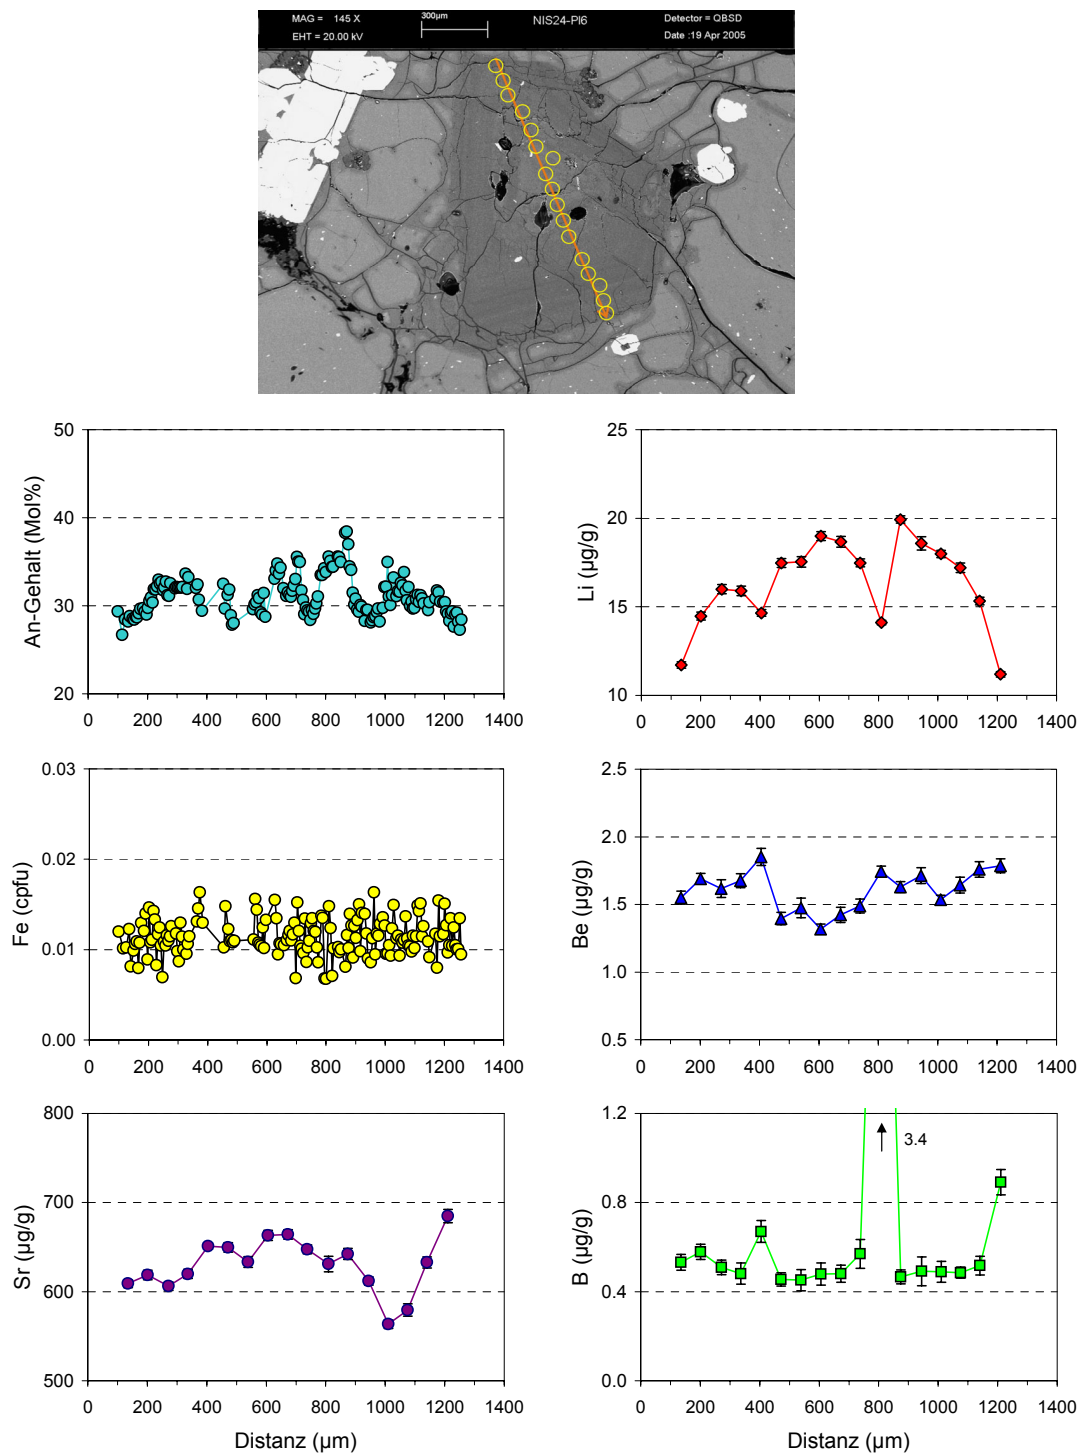 MAG = 145 X 300µm NIS24-Pl6 Detector = QBSD
EHT = 20.00 kV Date :19 Apr 2005
An-Gehalt (Mol%)
50
40
30
20
0 200 400 600 800 1000 1200 1400
Li (µg/g)
25
20
15
10
0 200 400 600 800 1000 1200 1400
Fe (cpfu)
0.03
0.02
0.01
0.00
0 200 400 600 800 1000 1200 1400
Be (µg/g)
2.5
2.0
1.5
1.0
0.5
0 200 400 600 800 1000 1200 1400
Sr (µg/g)
800
700
600
500
0 200 400 600 800 1000 1200 1400
Distanz (µm)
B (µg/g)
1.2
0.8
0.4
0.0
3.4
0 200 400 600 800 1000 1200 1400
Distanz (µm)